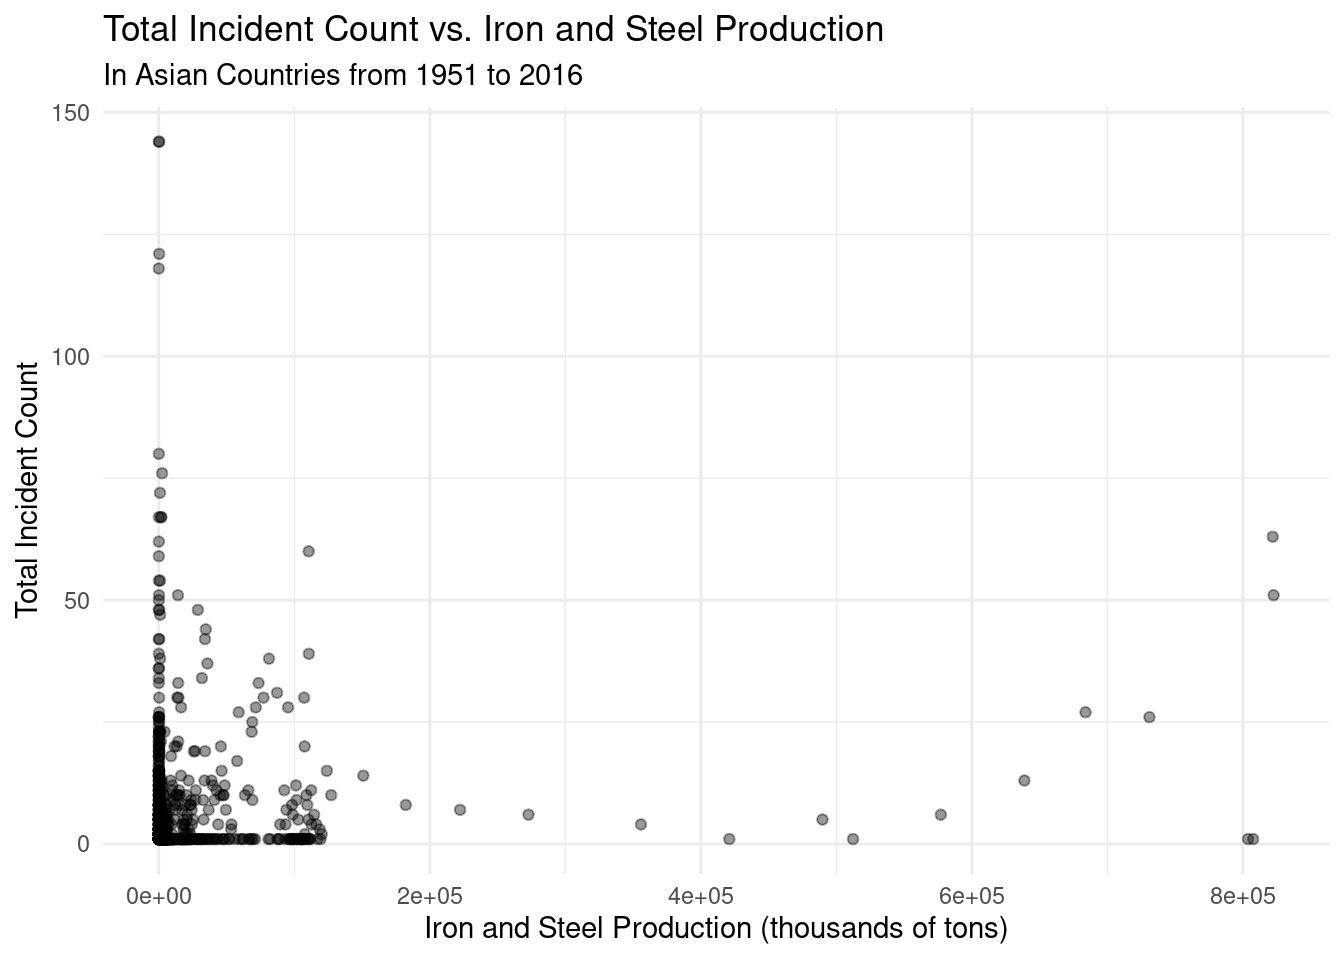 Total Incident Count vs. Iron and Steel Production
In Asian Countries from 1951 to 2016
150
100
50
0
Total Incident Count
0e+00 2e+05 4e+05 6e+05 8e+05
Iron and Steel Production (thousands of tons)